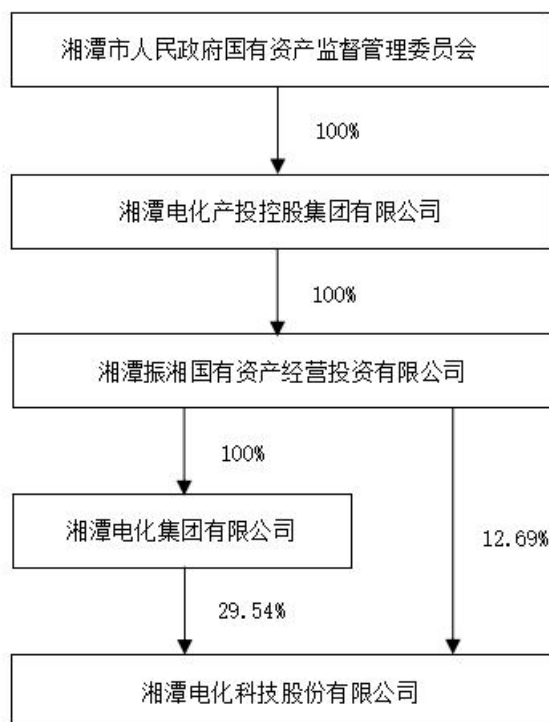 湘潭市人民政府国有资产监督管理委员会
100%
湘潭电化产投控股集团有限公司
100%
湘潭振湘国有资产经营投资有限公司
100%
湘潭电化集团有限公司
12.69%
29.54%
湘潭电化科技股份有限公司